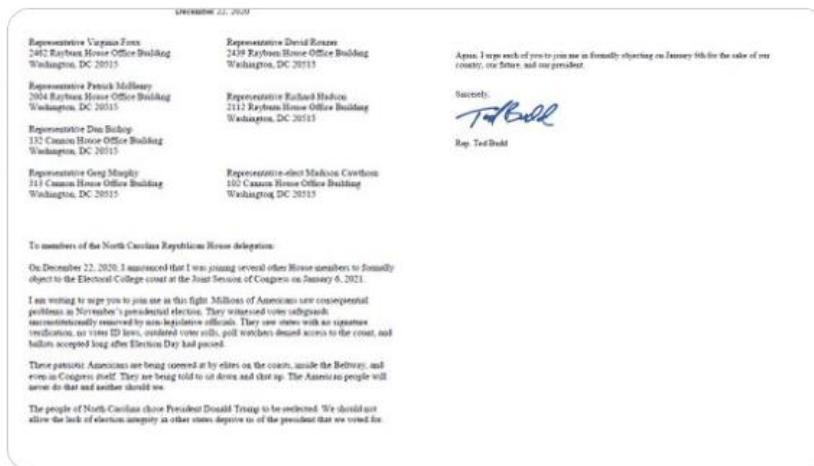 December 22, 2020
Representative Virginia Foxx
2462 Rayburn House Office Building
Washington, DC 20515
Representative Patrick McHenry
2004 Rayburn House Office Building
Washington, DC 20515
Representative Dan Bishop
132 Cannon House Office Building
Washington, DC 20515
Representative Greg Murphy
313 Cannon House Office Building
Washington, DC 20515
Representative David Rouzer
2439 Rayburn House Office Building
Washington, DC 20515
Representative Richard Hudson
2112 Rayburn House Office Building
Washington, DC 20515
Representative-elect Madison Cawthorn
102 Cannon House Office Building
Washington, DC 20515
To members of the North Carolina Republican House delegation:
On December 22, 2020, I announced that I was joining several other House members to formally
object to the Electoral College count at the Joint Session of Congress on January 6, 2021.
I am writing to urge you to join me in this fight. Millions of Americans saw consequential
problems in November's presidential election. They witnessed voter safeguards
unconstitutionally removed by non-legislative officials. They saw states with no signature
verification, no voter ID laws, outdated voter rolls, poll watchers denied access to the count, and
ballots accepted long after Election Day had passed.
These patriotic Americans are being sneered at by elites on the coasts, inside the Beltway, and
even in Congress itself. They are being told to sit down and shut up. The American people will
never do that and neither should we.
The people of North Carolina chose President Donald Trump to be reelected. We should not
allow the lack of election integrity in other states deprive us of the president that we voted for.
Again, I urge each of you to join me in formally objecting on January 6th for the sake of our
country, our future, and our president.
Sincerely,
Ted Budd
Rep. Ted Budd